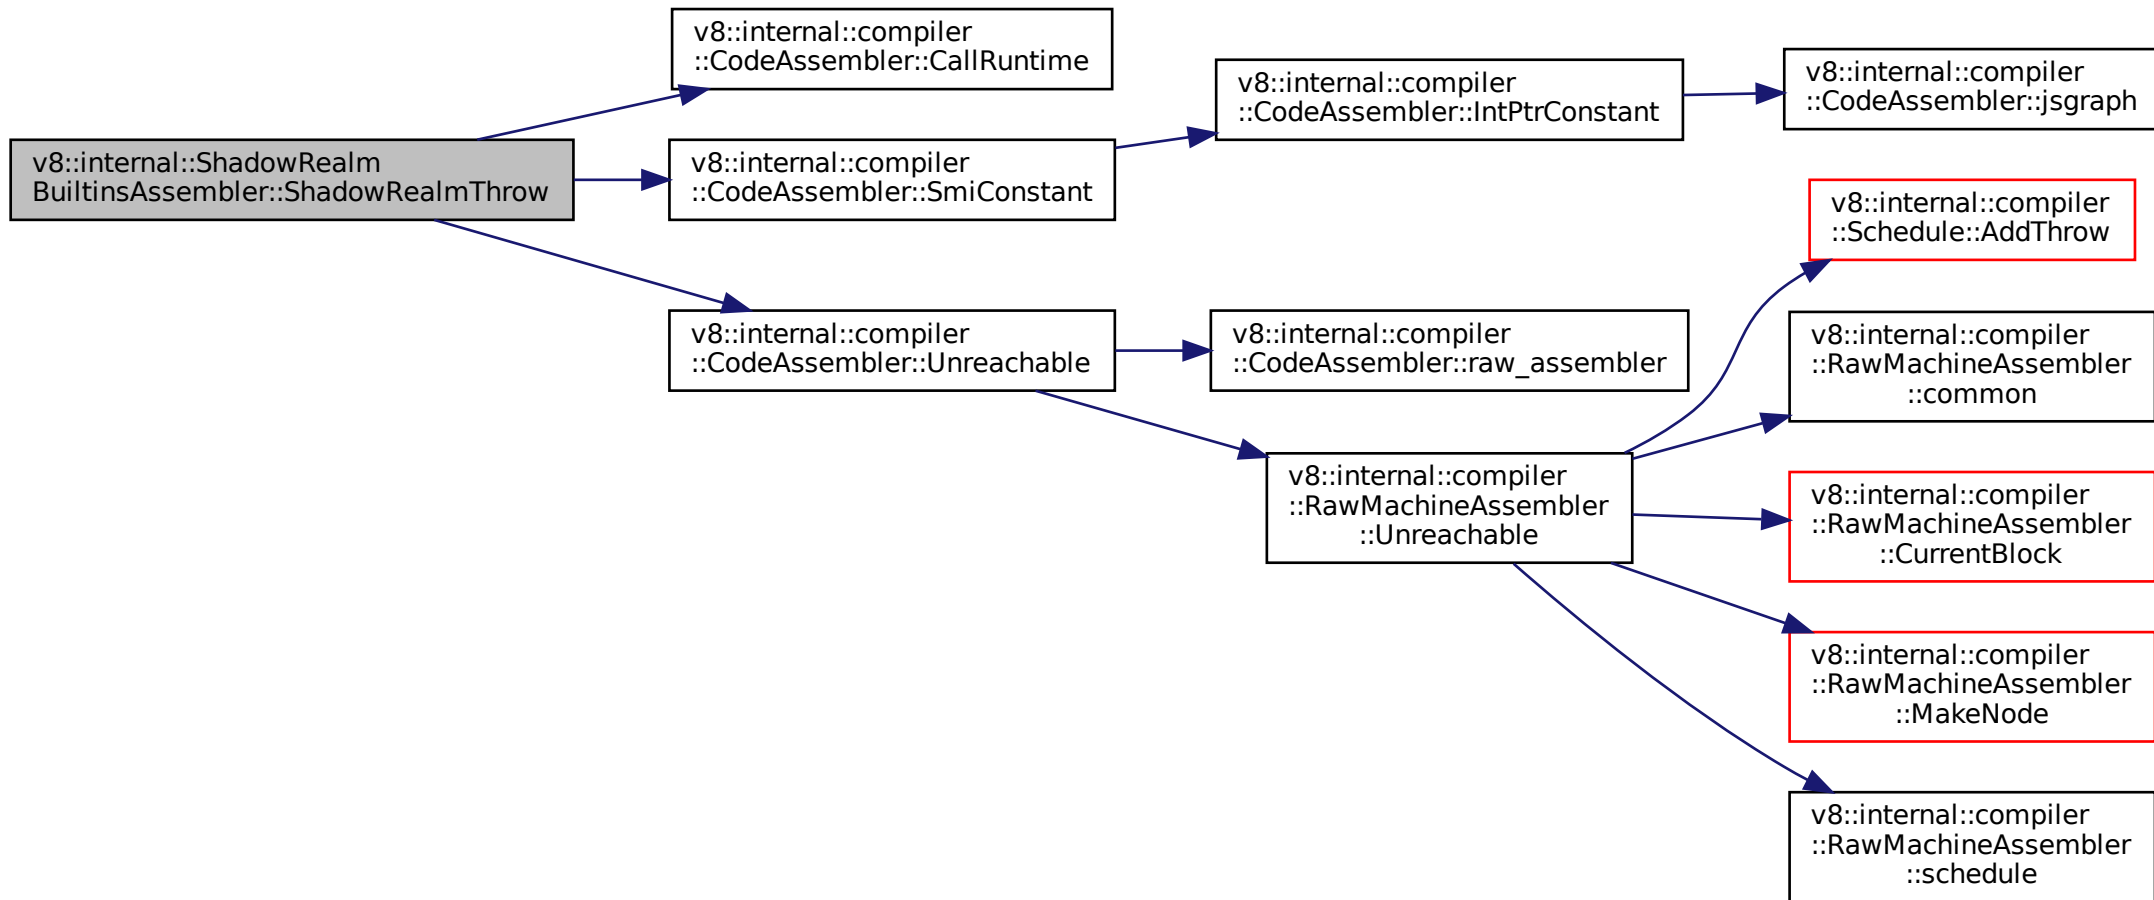 v8::internal::ShadowRealm
BuiltinsAssembler::ShadowRealmThrow
v8::internal::compiler
::CodeAssembler::CallRuntime
v8::internal::compiler
::CodeAssembler::SmiConstant
v8::internal::compiler
::CodeAssembler::IntPtrConstant
v8::internal::compiler
::CodeAssembler::jsgraph
v8::internal::compiler
::CodeAssembler::Unreachable
v8::internal::compiler
::CodeAssembler::raw_assembler
v8::internal::compiler
::RawMachineAssembler
::Unreachable
v8::internal::compiler
::Schedule::AddThrow
v8::internal::compiler
::RawMachineAssembler
::common
v8::internal::compiler
::RawMachineAssembler
::CurrentBlock
v8::internal::compiler
::RawMachineAssembler
::MakeNode
v8::internal::compiler
::RawMachineAssembler
::schedule